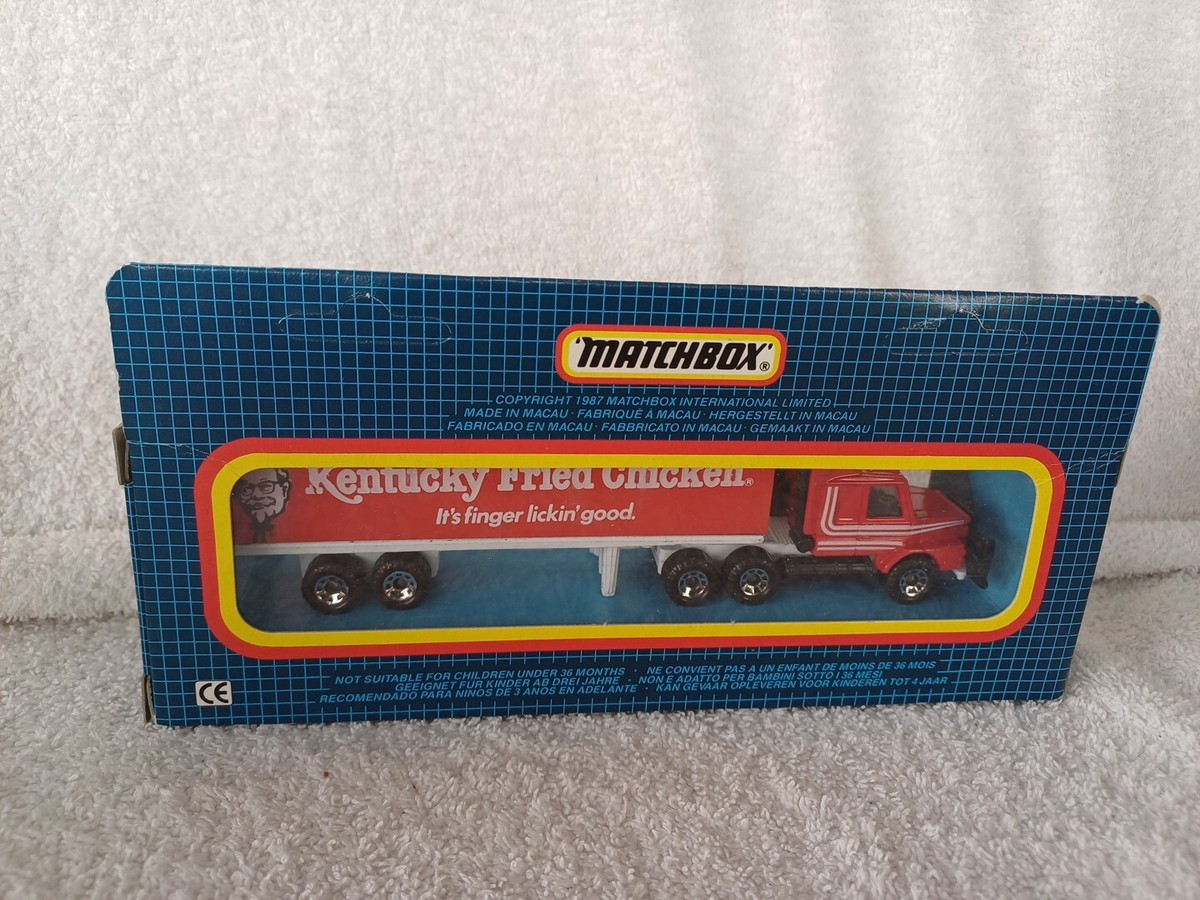 'MATCHBOX'®
COPYRIGHT 1987 MATCHBOX INTERNATIONAL LIMITED
MADE IN MACAU · FABRIQUÉ À MACAU · HERGESTELLT IN MACAU
FABRICADO EN MACAU · FABBRICATO IN MACAU · GEMAAKT IN MACAU
Kentucky Fried Chicken®
It's finger lickin' good.
NOT SUITABLE FOR CHILDREN UNDER 36 MONTHS · NE CONVIENT PAS A UN ENFANT DE MOINS DE 36 MOIS
GEEIGNET FUR KINDER AB DREI JAHRE · NON E ADATTO PER BAMBINI SOTTO I 36 MESI
RECOMENDADO PARA NINOS DE 3 ANOS EN ADELANTE · KAN GEVAAR OPLEVEREN VOOR KINDEREN TOT 4 JAAR
CE